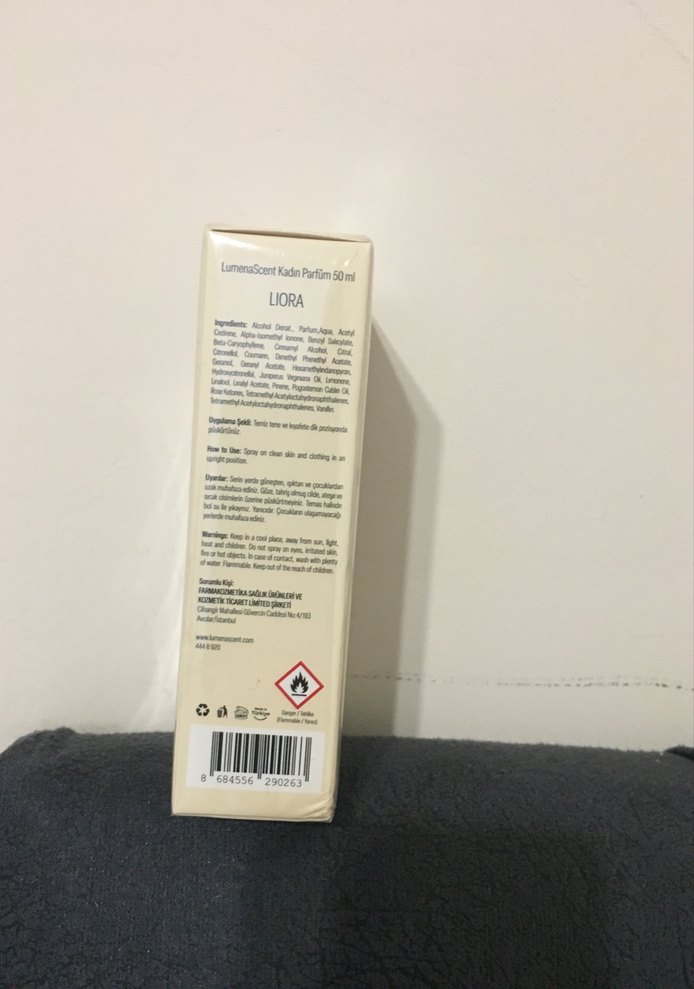 LumenaScent Kadın Parfüm 50 ml
LIORA
Ingredients: Alcohol Denat., Parfum,Aqua, Acetyl
Cedrene, Alpha-Isomethyl Ionone, Benzyl Salicylate,
Beta-Caryophyllene, Cinnamyl Alcohol, Citral,
Citronellol, Coumarin, Dimethyl Phenethyl Acetate,
Geraniol, Geranyl Acetate, Hexamethylindanopyran,
Hydroxycitronellal, Juniperus Virginiana Oil, Limonene,
Linalool, Linalyl Acetate, Pinene, Pogostemon Cablin Oil,
Rose Ketones, Tetramethyl Acetyloctahydronaphthalenes,
Tetramethyl Acetyloctahydronaphthalenes, Vanillin.
Uygulama Şekli: Temiz tene ve kıyafete dik pozisyonda
püskürtünüz.
How to Use: Spray on clean skin and clothing in an
upright position.
Uyarılar: Serin yerde güneşten, ışıktan ve çocuklardan
uzak muhafaza ediniz. Göze, tahriş olmuş cilde, ateşe ve
sıcak cisimlerin üzerine püskürtmeyiniz. Temas halinde
bol su ile yıkayınız. Yanıcıdır. Çocukların ulaşamayacağı
yerlerde muhafaza ediniz.
Warnings: Keep in a cool place, away from sun, light,
heat and children. Do not spray on eyes, irritated skin,
fire or hot objects. In case of contact, wash with plenty
of water. Flammable. Keep out of the reach of children.
Sorumlu Kişi:
FARMAKOZMETIKA SAĞLIK ÜRÜNLERİ VE
KOZMETİK TİCARET LIMITED ŞİRKETİ
Cihangir Mahallesi Güvercin Caddesi No:4/193
Avcılar/İstanbul
www.lumenascent.com
444 6 920
Made in
Türkiye
Danger / Tehlike
(Flammable / Yanıcı)
8 684556 290263